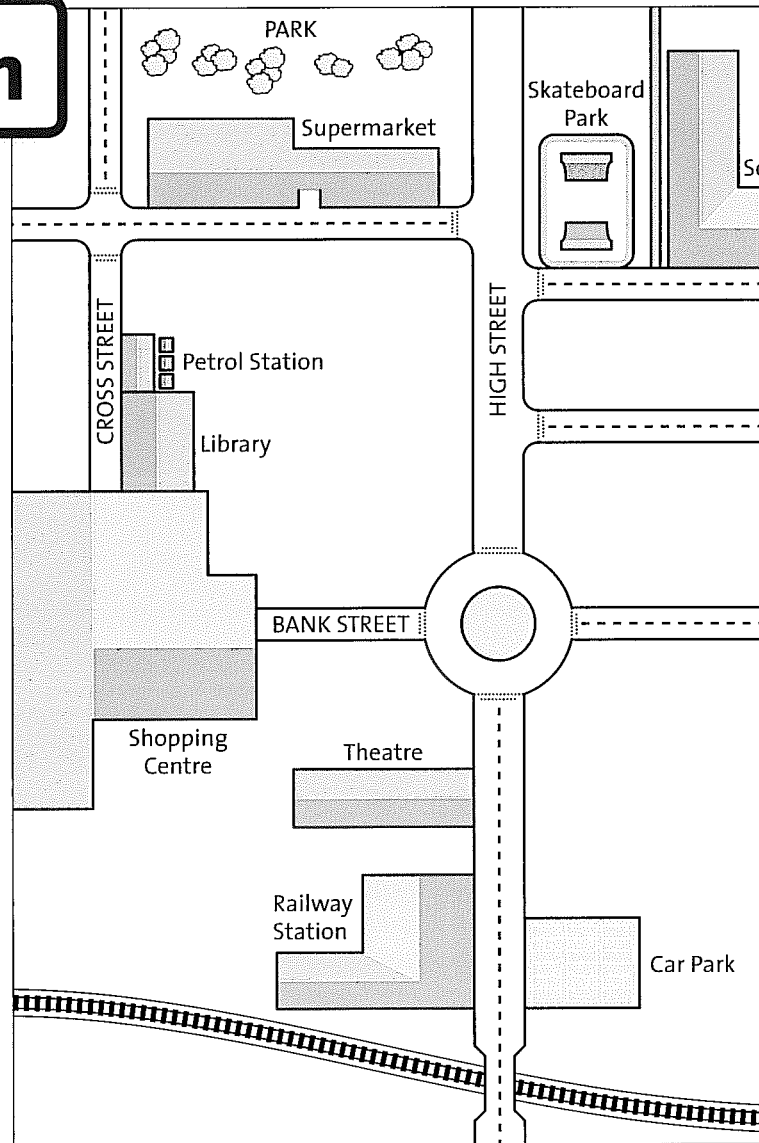 PARK
Skateboard
Park
Supermarket
CROSS STREET
HIGH STREET
Petrol Station
Library
BANK STREET
Shopping
Centre
Theatre
Railway
Station
Car Park